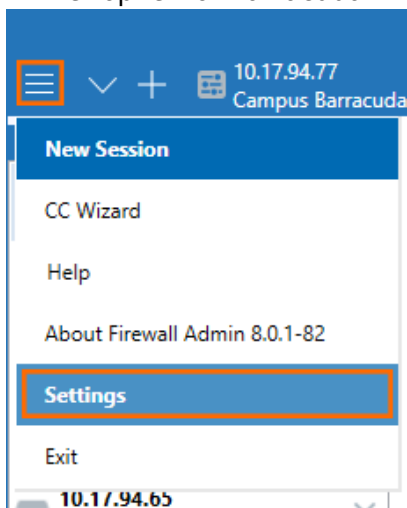 10.17.94.77
Campus Barracuda
New Session
CC Wizard
Help
About Firewall Admin 8.0.1-82
Settings
Exit
10.17.94.65